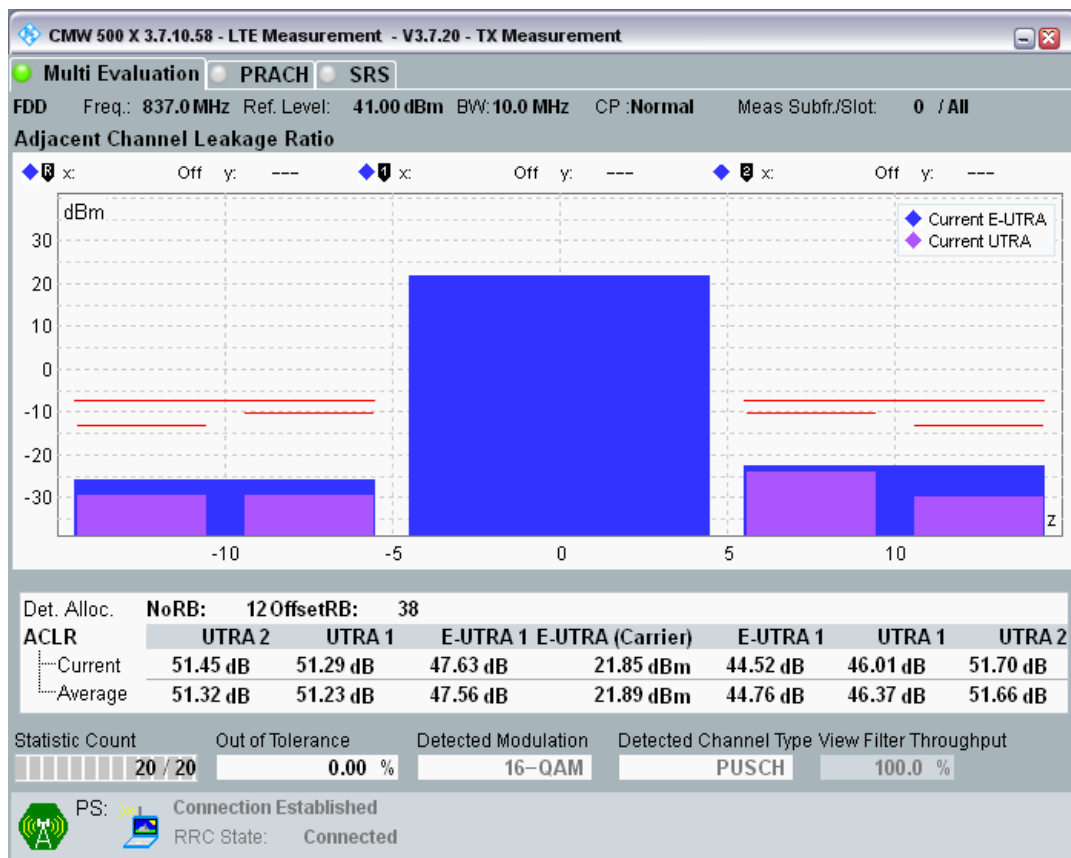 CMW 500 X 3.7.10.58 - LTE Measurement - V3.7.20 - TX Measurement
Multi Evaluation PRACH SRS
FDD Freq.: 837.0 MHz Ref. Level: 41.00 dBm BW: 10.0 MHz CP :Normal Meas Subfr./Slot: 0 / All
Adjacent Channel Leakage Ratio
R x: Off y: --- 1 x: Off y: --- 2 x: Off y: ---
dBm
Current E-UTRA
Current UTRA
30
20
10
0
-10
-20
-30
z
-10 -5 0 5 10
Det. Alloc. NoRB: 12 OffsetRB: 38
ACLR UTRA 2 UTRA 1 E-UTRA 1 E-UTRA (Carrier) E-UTRA 1 UTRA 1 UTRA 2
Current 51.45 dB 51.29 dB 47.63 dB 21.85 dBm 44.52 dB 46.01 dB 51.70 dB
Average 51.32 dB 51.23 dB 47.56 dB 21.89 dBm 44.76 dB 46.37 dB 51.66 dB
Statistic Count Out of Tolerance Detected Modulation Detected Channel Type View Filter Throughput
20 / 20 0.00 % 16-QAM PUSCH 100.0 %
PS: Connection Established
RRC State: Connected